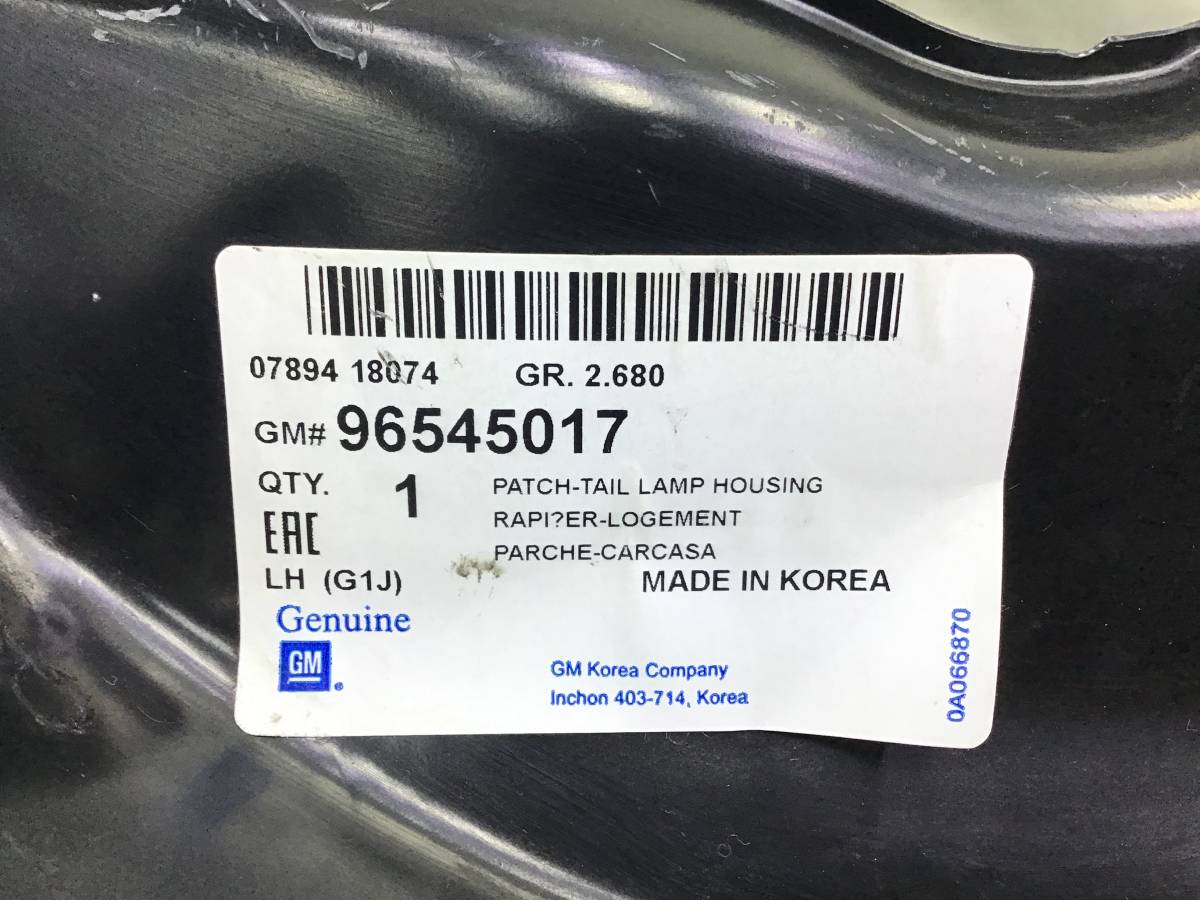 07894 18074 GR. 2.680
GM# 96545017
QTY. 1 PATCH-TAIL LAMP HOUSING
RAPI?ER-LOGEMENT
EAC PARCHE-CARCASA
LH (G1J) MADE IN KOREA
Genuine
GM
GM Korea Company
Inchon 403-714, Korea
0A066870